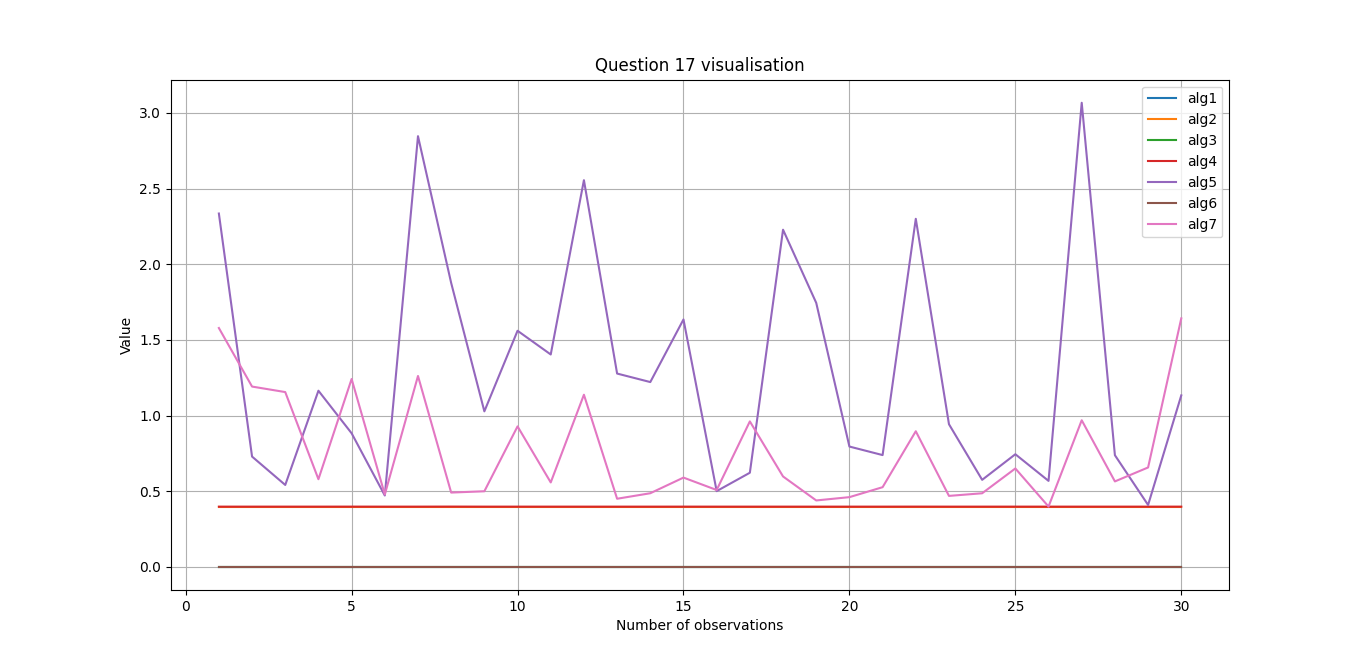 Question 17 visualisation
alg1
alg2
alg3
alg4
alg5
alg6
alg7
3.0
2.5
2.0
1.5
1.0
0.5
0.0
Value
0
5
10
15
20
25
30
Number of observations